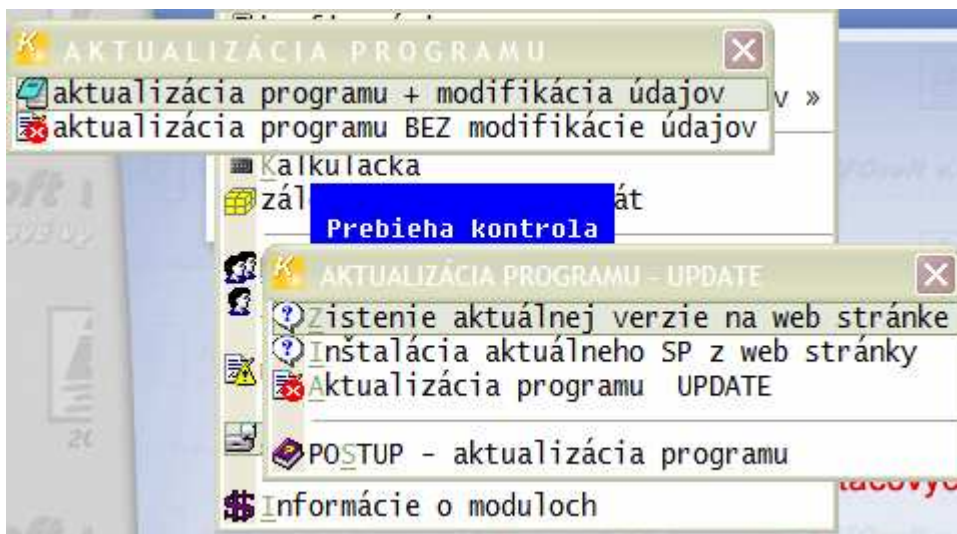 AKTUALIZÁCIA PROGRAMU
aktualizácia programu + modifikácia údajov
v »
aktualizácia programu BEZ modifikácie údajov
Kalkulačka
zál
át
Prebieha kontrola
AKTUALIZÁCIA PROGRAMU - UPDATE
Zistenie aktuálnej verzie na web stránke
Inštalácia aktuálneho SP z web stránky
Aktualizácia programu UPDATE
POSTUP - aktualizácia programu
Informácie o moduloch